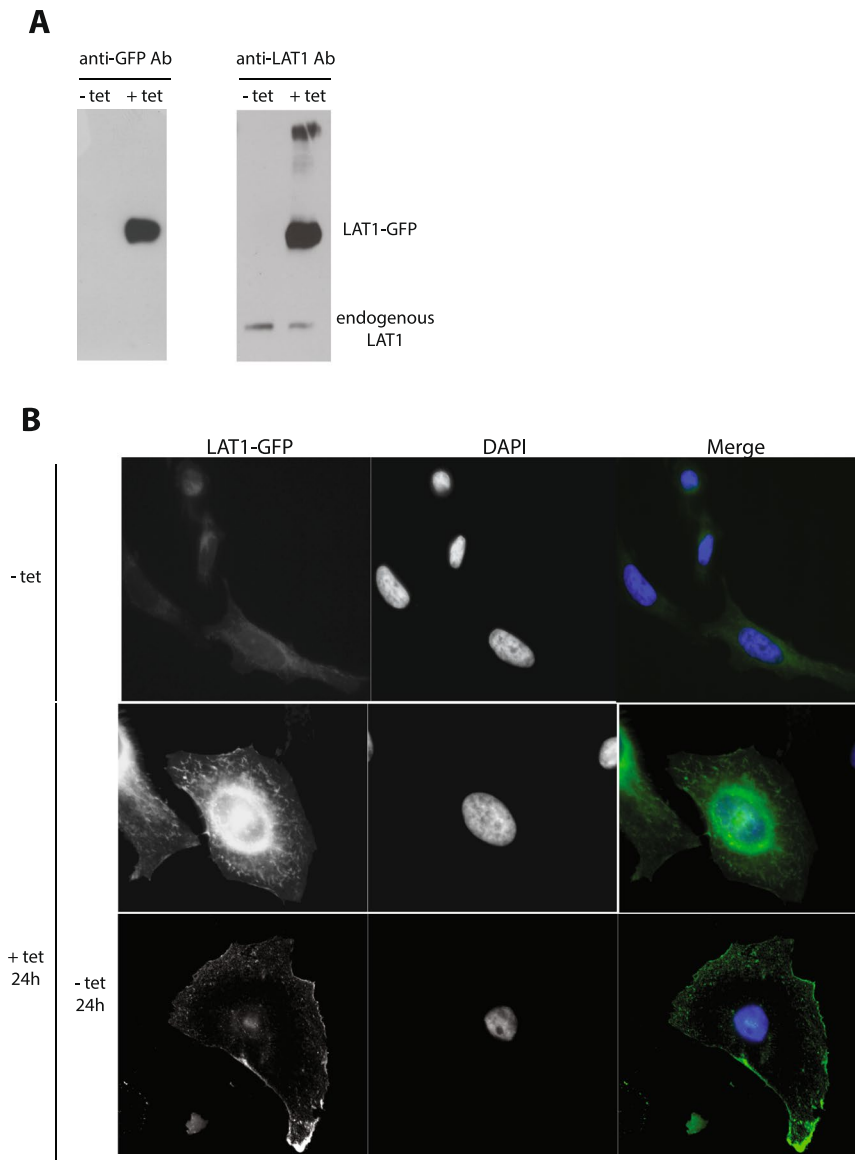 A
anti-GFP Ab
anti-LAT1 Ab
- tet + tet
- tet + tet
LAT1-GFP
endogenous
LAT1
B
LAT1-GFP
DAPI
Merge
- tet
+ tet
24h
- tet
24h